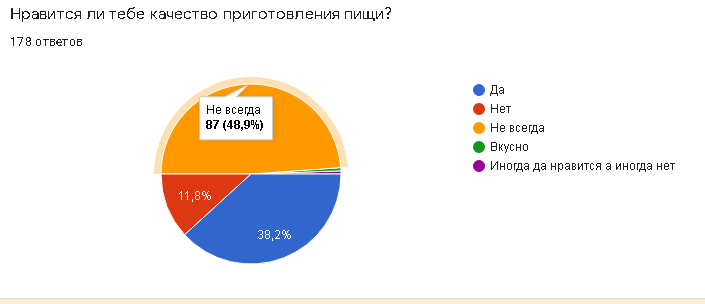 Нравится ли тебе качество приготовления пищи?
178 ответов
Не всегда
87 (48,9%)
11,8%
38,2%
Да
Нет
Не всегда
Вкусно
Иногда да нравится а иногда нет